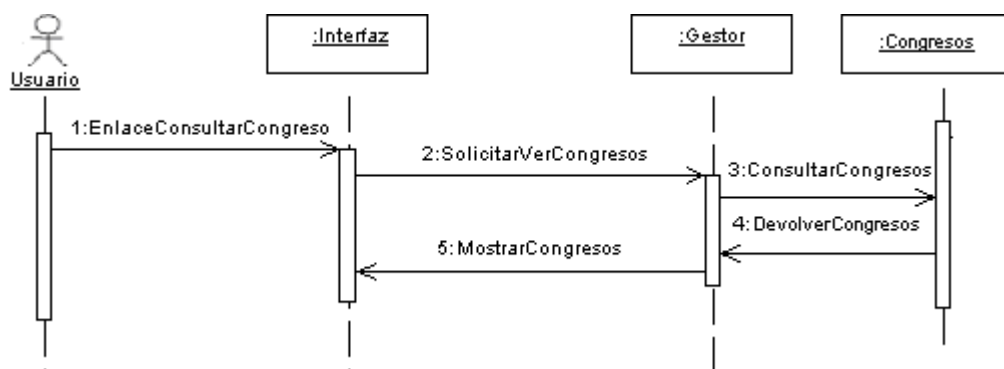 :Interfaz
:Gestor
:Congresos
Usuario
1:EnlaceConsultarCongreso
2:SolicitarVerCongresos
3:ConsultarCongresos
4:DevolverCongresos
5:MostrarCongresos